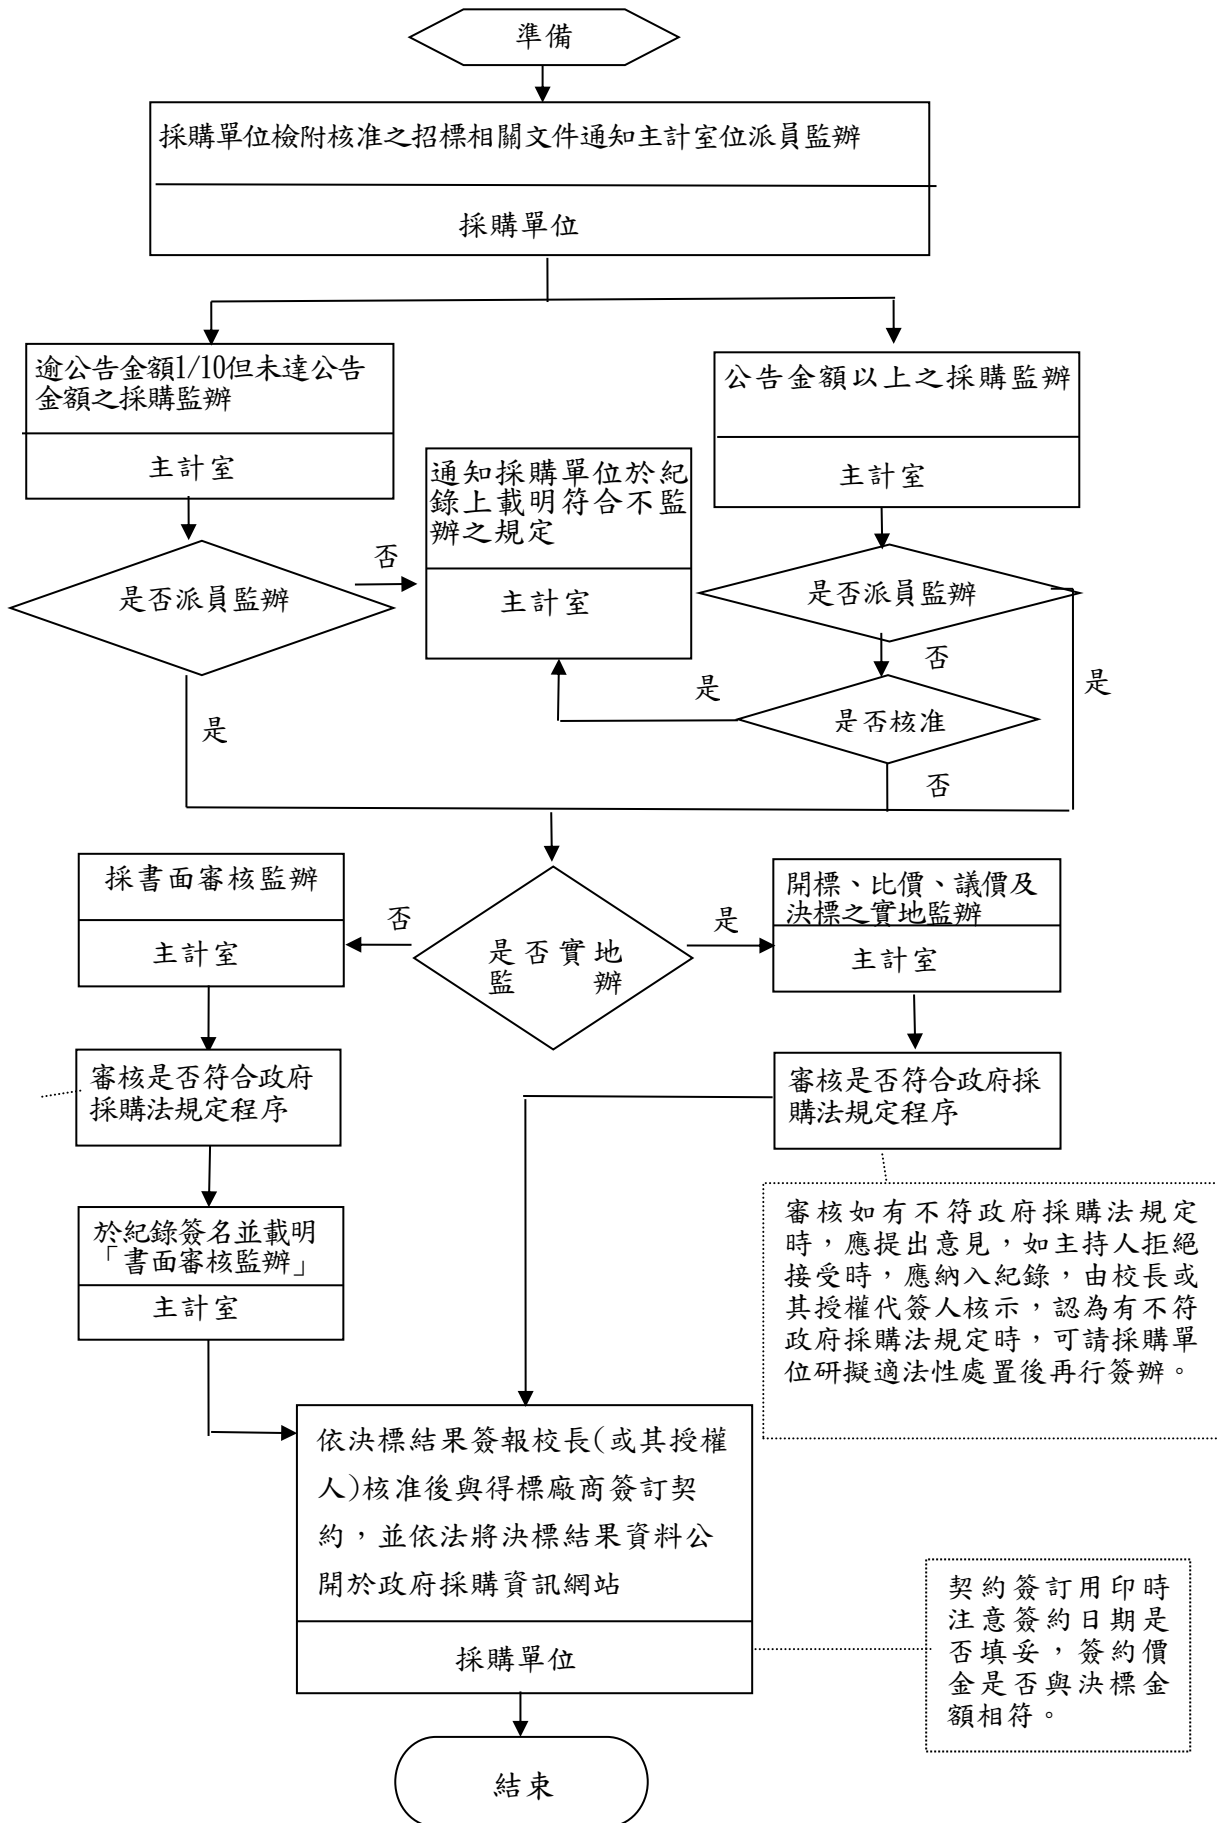 準備
採購單位檢附核准之招標相關文件通知主計室位派員監辦
採購單位
逾公告金額1/10但未達公告
金額之採購監辦
主計室
公告金額以上之採購監辦
主計室
通知採購單位於紀
錄上載明符合不監
辦之規定
主計室
是否派員監辦
否
是
是否派員監辦
否
是
是否核准
是
否
採書面審核監辦
主計室
否
是否實地
監辦
是
開標、比價、議價及
決標之實地監辦
主計室
審核是否符合政府
採購法規定程序
審核是否符合政府採
購法規定程序
於紀錄簽名並載明
「書面審核監辦」
主計室
審核如有不符政府採購法規定
時，應提出意見，如主持人拒絕
接受時，應納入紀錄，由校長或
其授權代簽人核示，認為有不符
政府採購法規定時，可請採購單
位研擬適法性處置後再行簽辦。
依決標結果簽報校長(或其授權
人)核准後與得標廠商簽訂契
約，並依法將決標結果資料公
開於政府採購資訊網站
採購單位
契約簽訂用印時
注意簽約日期是
否填妥，簽約價
金是否與決標金
額相符。
結束